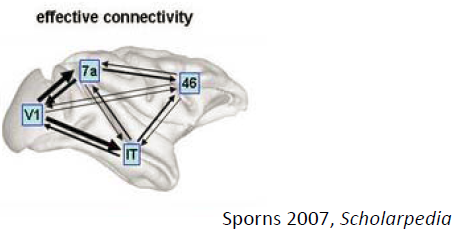 effective connectivity
7a
46
V1
IT
Sporns 2007, Scholarpedia